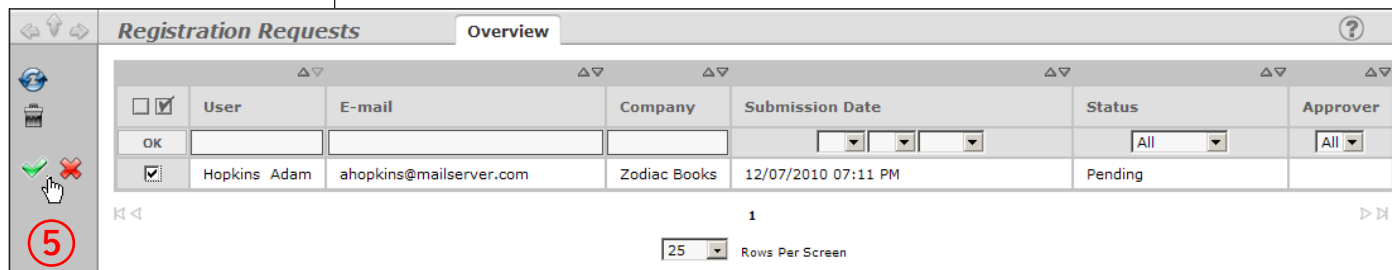 Registration Requests Overview ?
User E-mail Company Submission Date Status Approver
OK All All
Hopkins Adam ahopkins@mailserver.com Zodiac Books 12/07/2010 07:11 PM Pending
1
25 Rows Per Screen
5